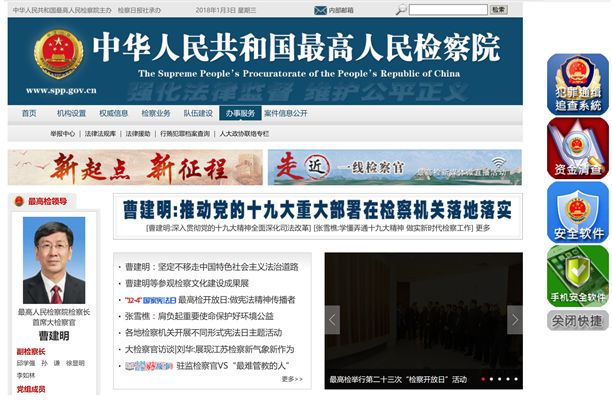 中华人民共和国最高人民检察院主办 检察日报社承办 2018年1月3日 星期三 内部邮箱 检索
中华人民共和国最高人民检察院
The Supreme People's Procuratorate of the People's Republic of China
www.spp.gov.cn
强化法律监督 维护公平正义
首页 机构设置 权威信息 检察业务 队伍建设 办事服务 案件信息公开
举报中心 | 法律法规库 | 法律援助 | 行贿犯罪档案查询 | 人大政协联络专栏
新起点 新征程
走近 一线检察官
最高检新媒体微直播活动
最高检领导
最高人民检察院检察长
首席大检察官
曹建明
副检察长
邱学强 孙 谦 徐显明
李如林
党组成员
曹建明:推动党的十九大重大部署在检察机关落地落实
[曹建明:深入贯彻党的十九大精神全面深化司法改革] [张雪樵:学懂弄通十九大精神 做实新时代检察工作] 更多
曹建明：坚定不移走中国特色社会主义法治道路
曹建明等参观检察文化建设成果展
"12·4"国家宪法日 最高检开放日:做宪法精神传播者
张雪樵：肩负起重要使命保护好环境公益
各地检察机关开展不同形式宪法日主题活动
大检察官访谈|刘华:展现江苏检察新气象新作为
驻监检察官VS“最难管教的人”
更多>>
最高检举行第二十三次“检察开放日”活动
犯罪通缉
追查系統
资金清查
安全软件
手机安全软件
关闭快捷